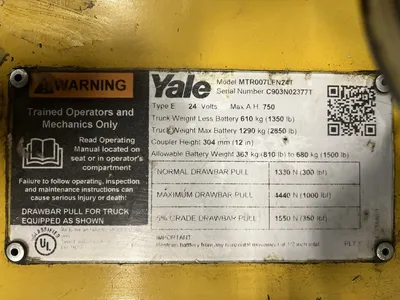 WARNING
Trained Operators and
Mechanics Only
Read Operating
Manual located on
seat or in operator's
compartment
Failure to follow operating, inspection
and maintenance instructions can
cause serious injury or death!
DRAWBAR PULL FOR TRUCK
EQUIPPED AS SHOWN
CLASSIFIED
UL
Yale
Model MTR007LFN24T
Serial Number C903N02377T
Type E 24 Volts Max A.H. 750
Truck Weight Less Battery 610 kg (1350 lb)
Truck Weight Max Battery 1290 kg (2850 lb)
Coupler Height 304 mm (12 in)
Allowable Battery Weight 363 kg (810 lb) to 680 kg (1500 lb)
NORMAL DRAWBAR PULL 1330 N (300 lbf)
MAXIMUM DRAWBAR PULL 4440 N (1000 lbf)
5% GRADE DRAWBAR PULL 1550 N (350 lbf)
IMPORTANT